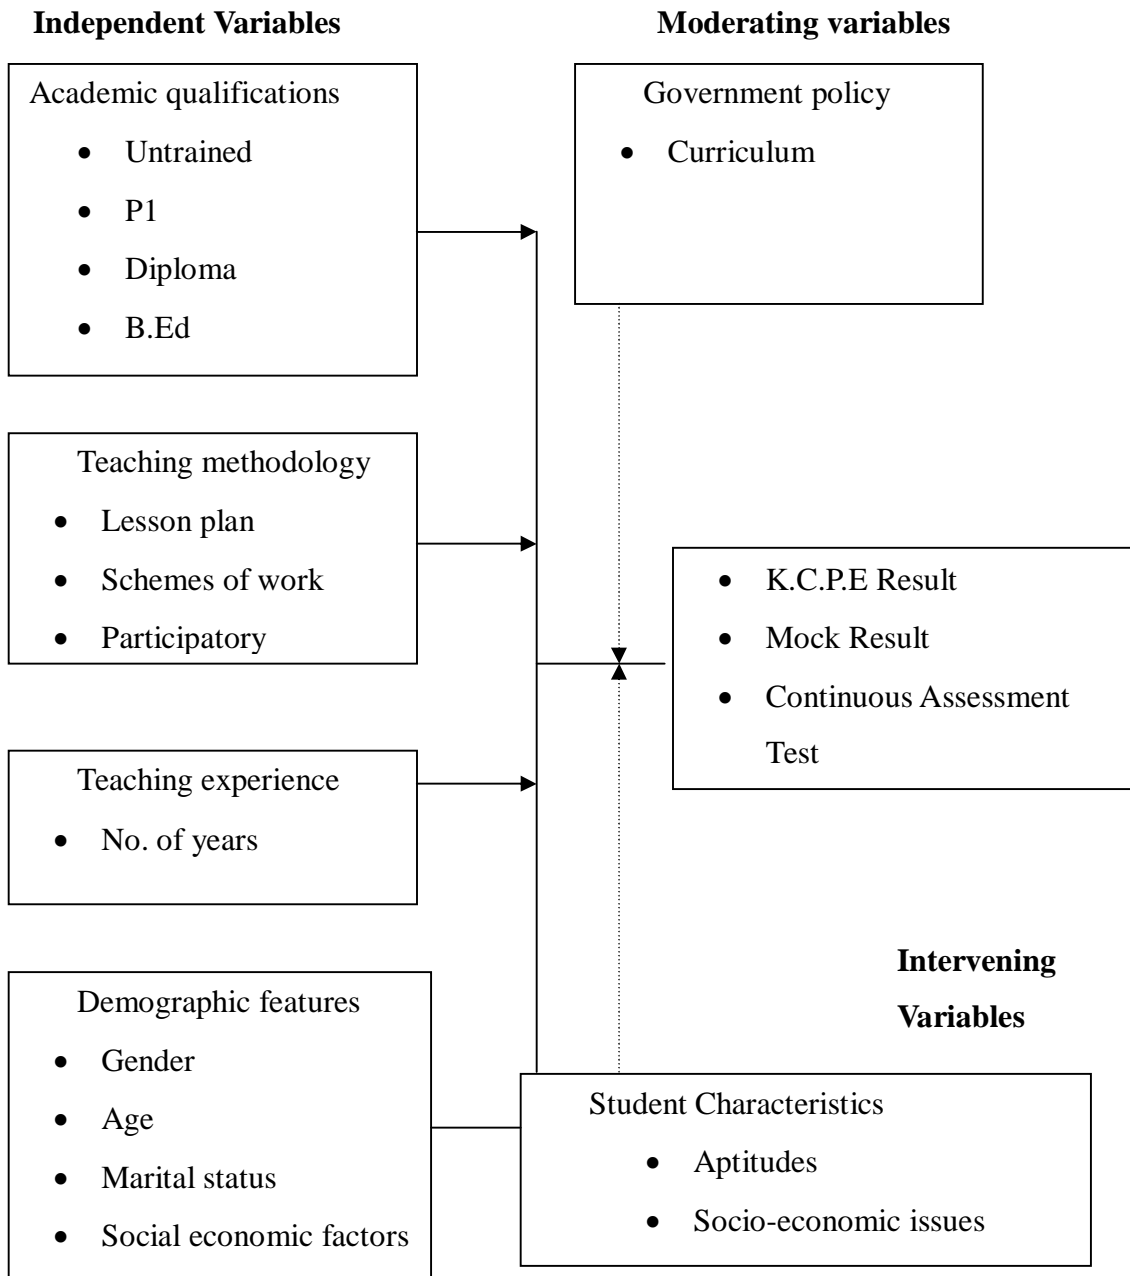 Independent Variables
Moderating variables
Academic qualifications
• Untrained
• P1
• Diploma
• B.Ed
Government policy
• Curriculum
Teaching methodology
• Lesson plan
• Schemes of work
• Participatory
• K.C.P.E Result
• Mock Result
• Continuous Assessment
Test
Teaching experience
• No. of years
Intervening
Variables
Demographic features
• Gender
• Age
• Marital status
• Social economic factors
Student Characteristics
• Aptitudes
• Socio-economic issues